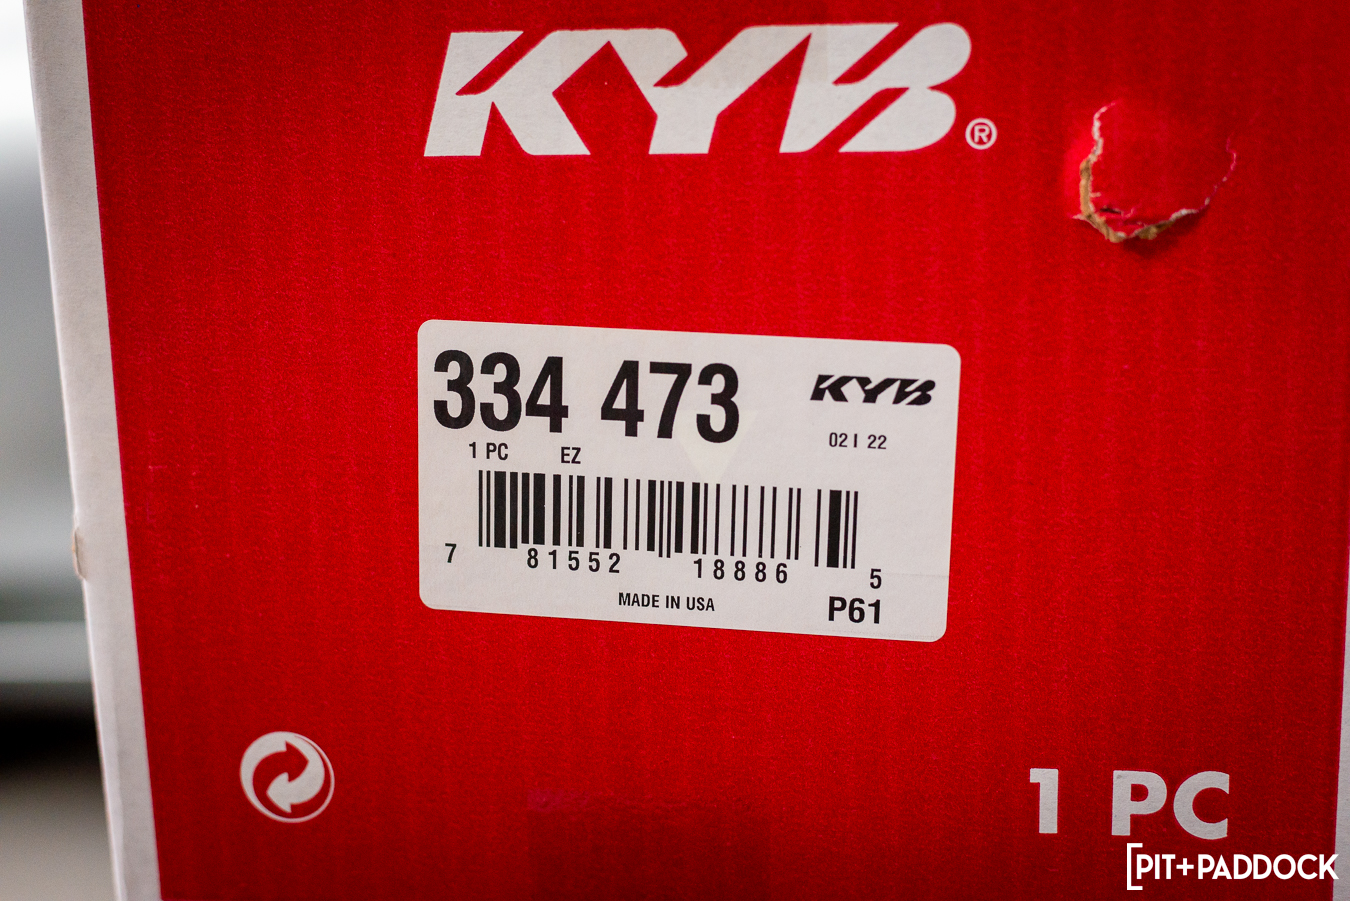 KYB®
334 473
KYB
02 I 22
1 PC EZ
7 81552 18886 5
MADE IN USA
P61
1 PC
[PIT+PADDOCK